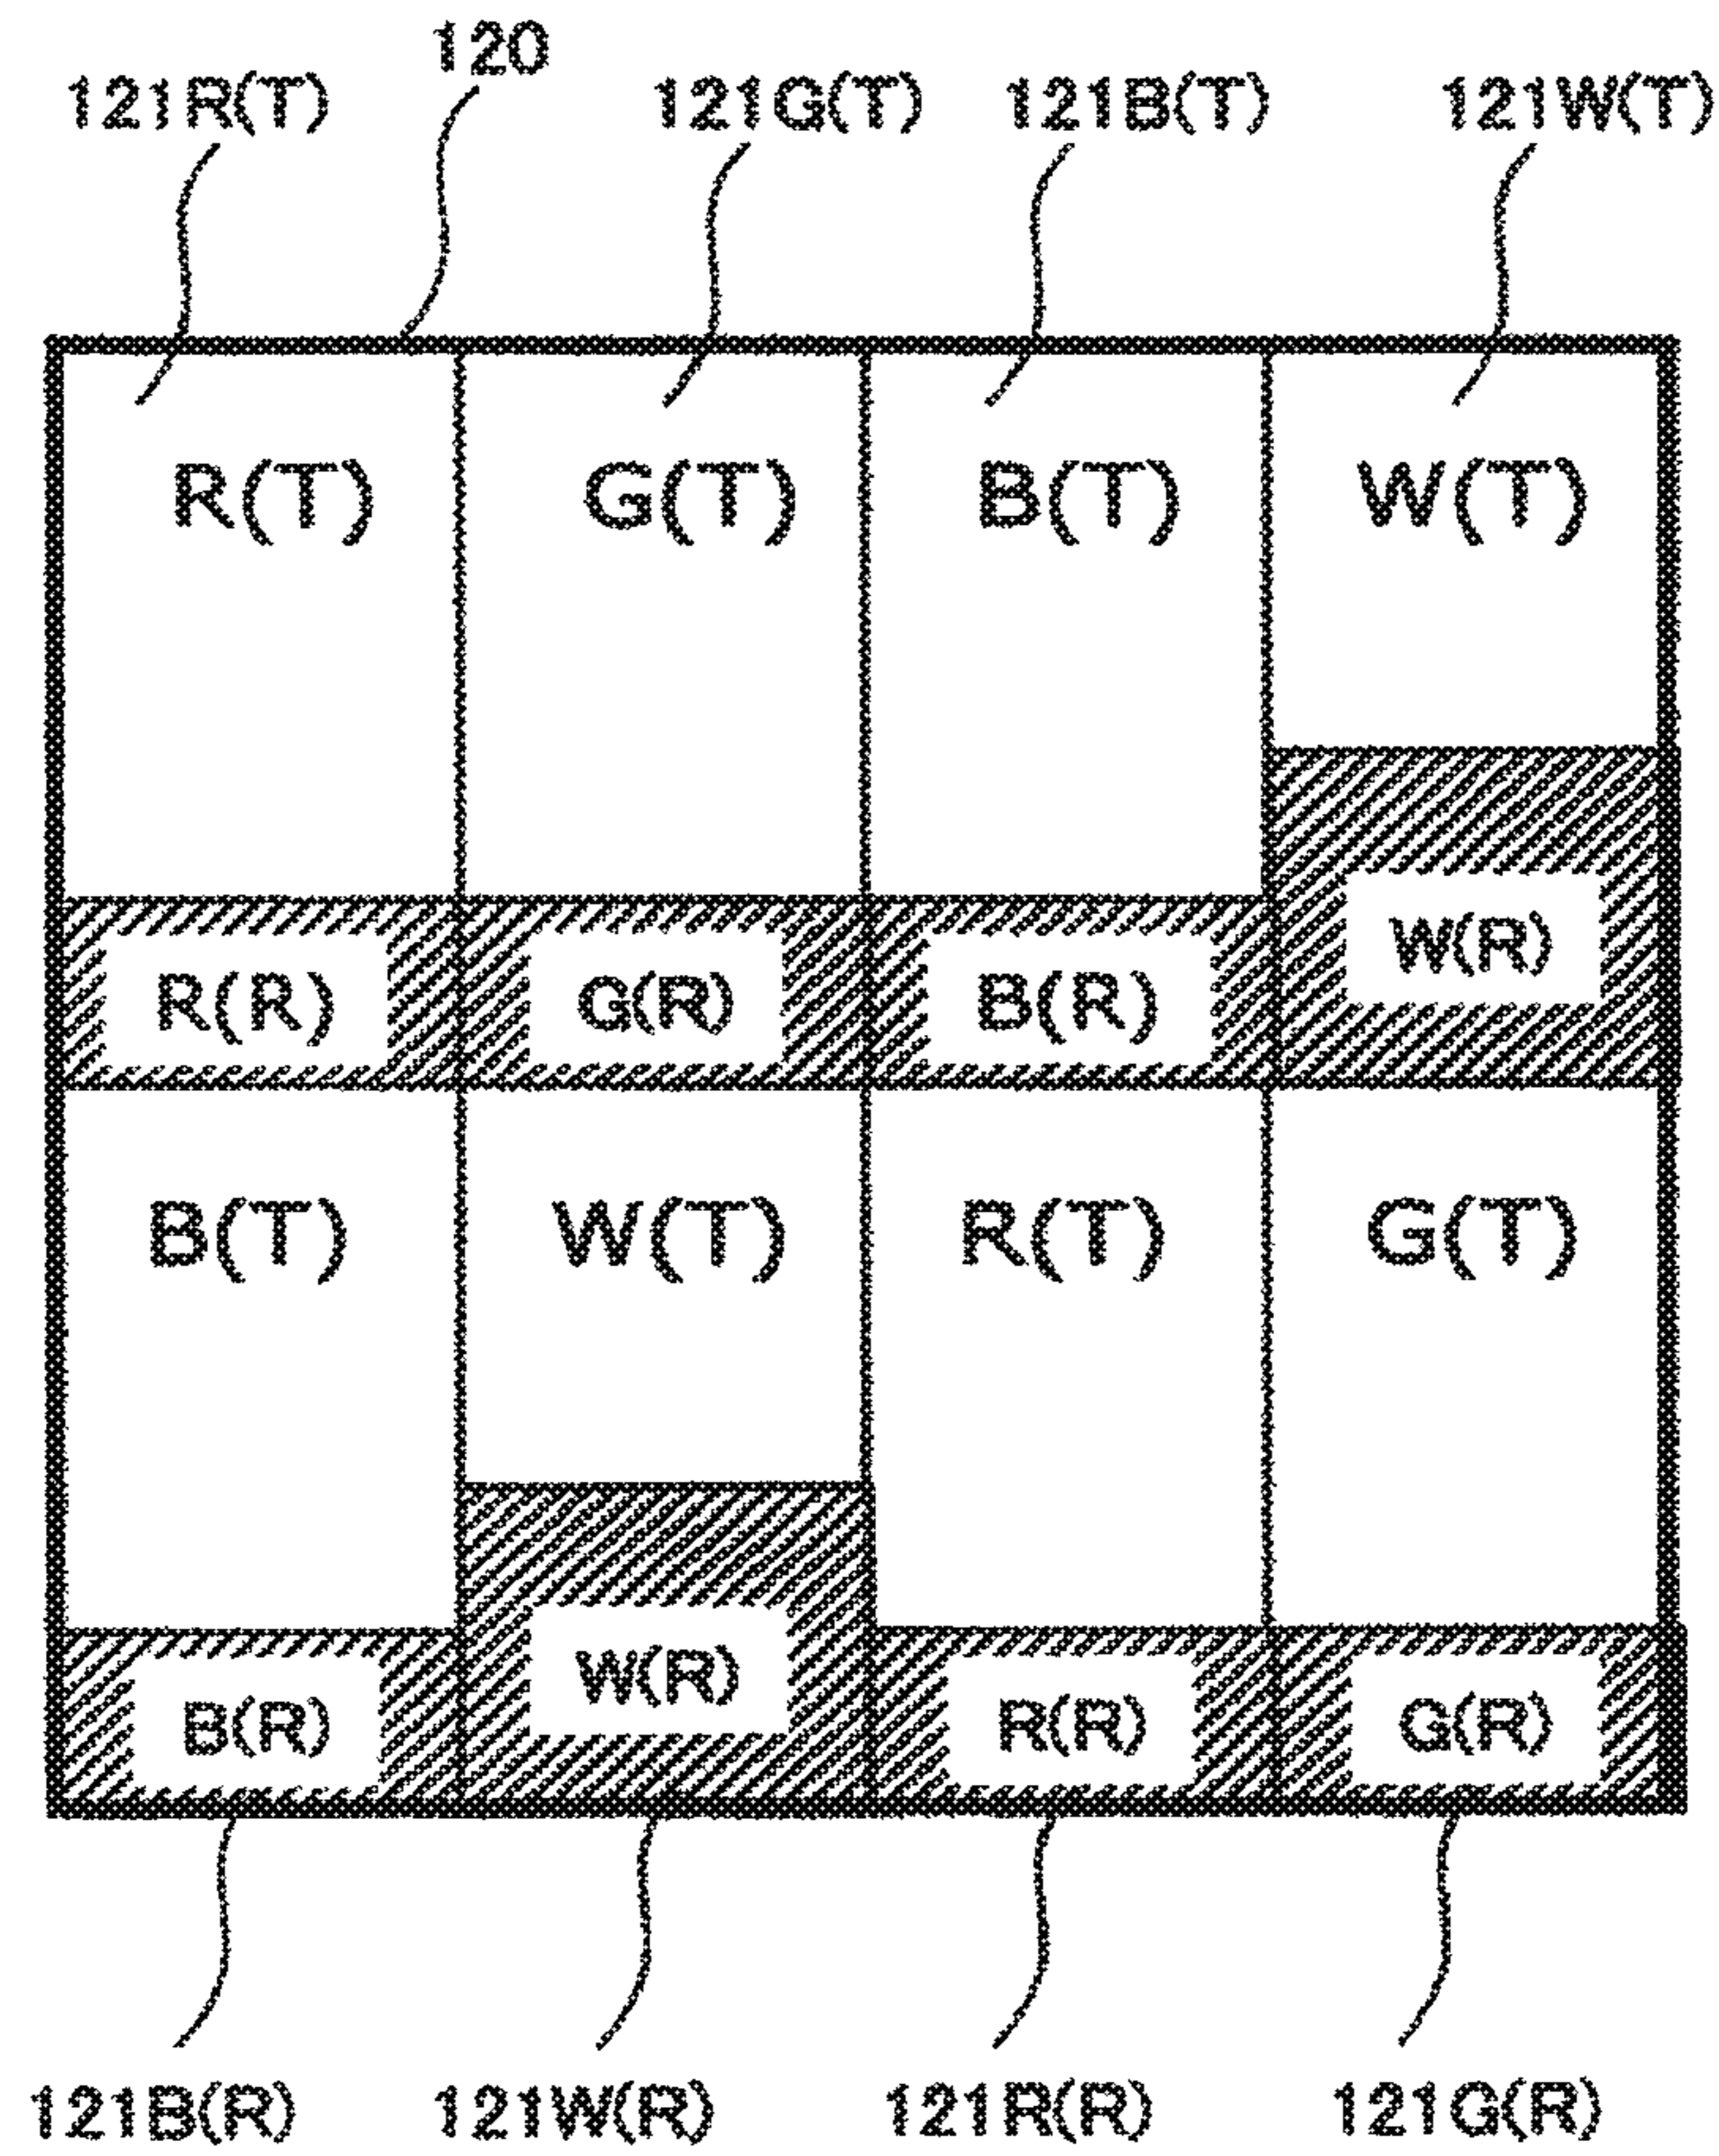 120
121R(T) 121G(T) 121B(T) 121W(T)
R(T) G(T) B(T) W(T)
W(R)
R(R) G(R) B(R)
B(T) W(T) R(T) G(T)
W(R)
B(R) R(R) G(R)
121B(R) 121W(R) 121R(R) 121G(R)